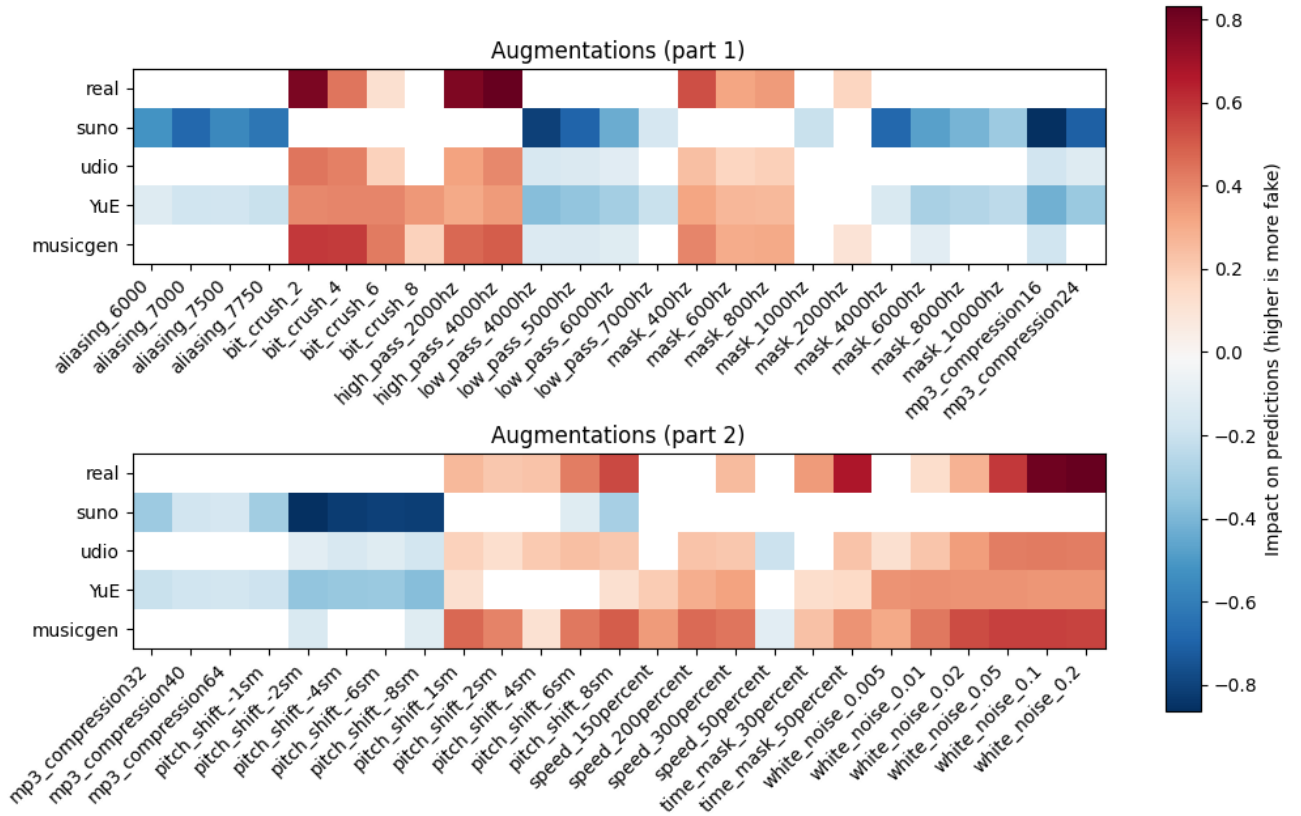 Augmentations (part 1)
real
suno
udio
YuE
musicgen
aliasing_6000
aliasing_7000
aliasing_7500
aliasing_7750
bit_crush_2
bit_crush_4
bit_crush_6
bit_crush_8
high_pass_2000hz
high_pass_4000hz
low_pass_4000hz
low_pass_5000hz
low_pass_6000hz
low_pass_7000hz
mask_400hz
mask_600hz
mask_800hz
mask_1000hz
mask_2000hz
mask_4000hz
mask_6000hz
mask_8000hz
mask_10000hz
mp3_compression16
mp3_compression24
Augmentations (part 2)
real
suno
udio
YuE
musicgen
mp3_compression32
mp3_compression40
mp3_compression64
pitch_shift_-1sm
pitch_shift_-2sm
pitch_shift_-4sm
pitch_shift_-6sm
pitch_shift_-8sm
pitch_shift_1sm
pitch_shift_2sm
pitch_shift_4sm
pitch_shift_6sm
pitch_shift_8sm
speed_150percent
speed_200percent
speed_300percent
speed_50percent
time_mask_30percent
time_mask_50percent
white_noise_0.005
white_noise_0.01
white_noise_0.02
white_noise_0.05
white_noise_0.1
white_noise_0.2
0.8
0.6
0.4
0.2
0.0
−0.2
−0.4
−0.6
−0.8
Impact on predictions (higher is more fake)